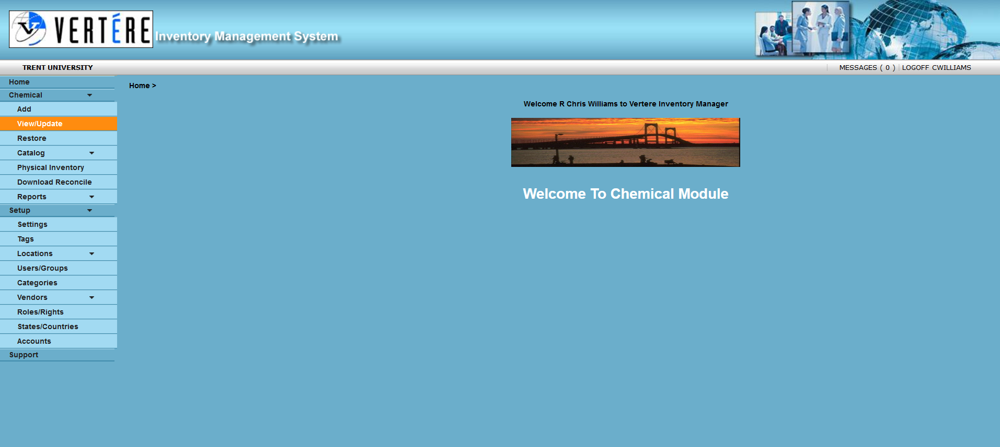 VERTÉRE
Inventory Management System
TRENT UNIVERSITY
MESSAGES ( 0 ) LOGOFF CWILLIAMS
Home
Chemical
Add
View/Update
Restore
Catalog
Physical Inventory
Download Reconcile
Reports
Setup
Settings
Tags
Locations
Users/Groups
Categories
Vendors
Roles/Rights
States/Countries
Accounts
Support
Home >
Welcome R Chris Williams to Vertere Inventory Manager
Welcome To Chemical Module